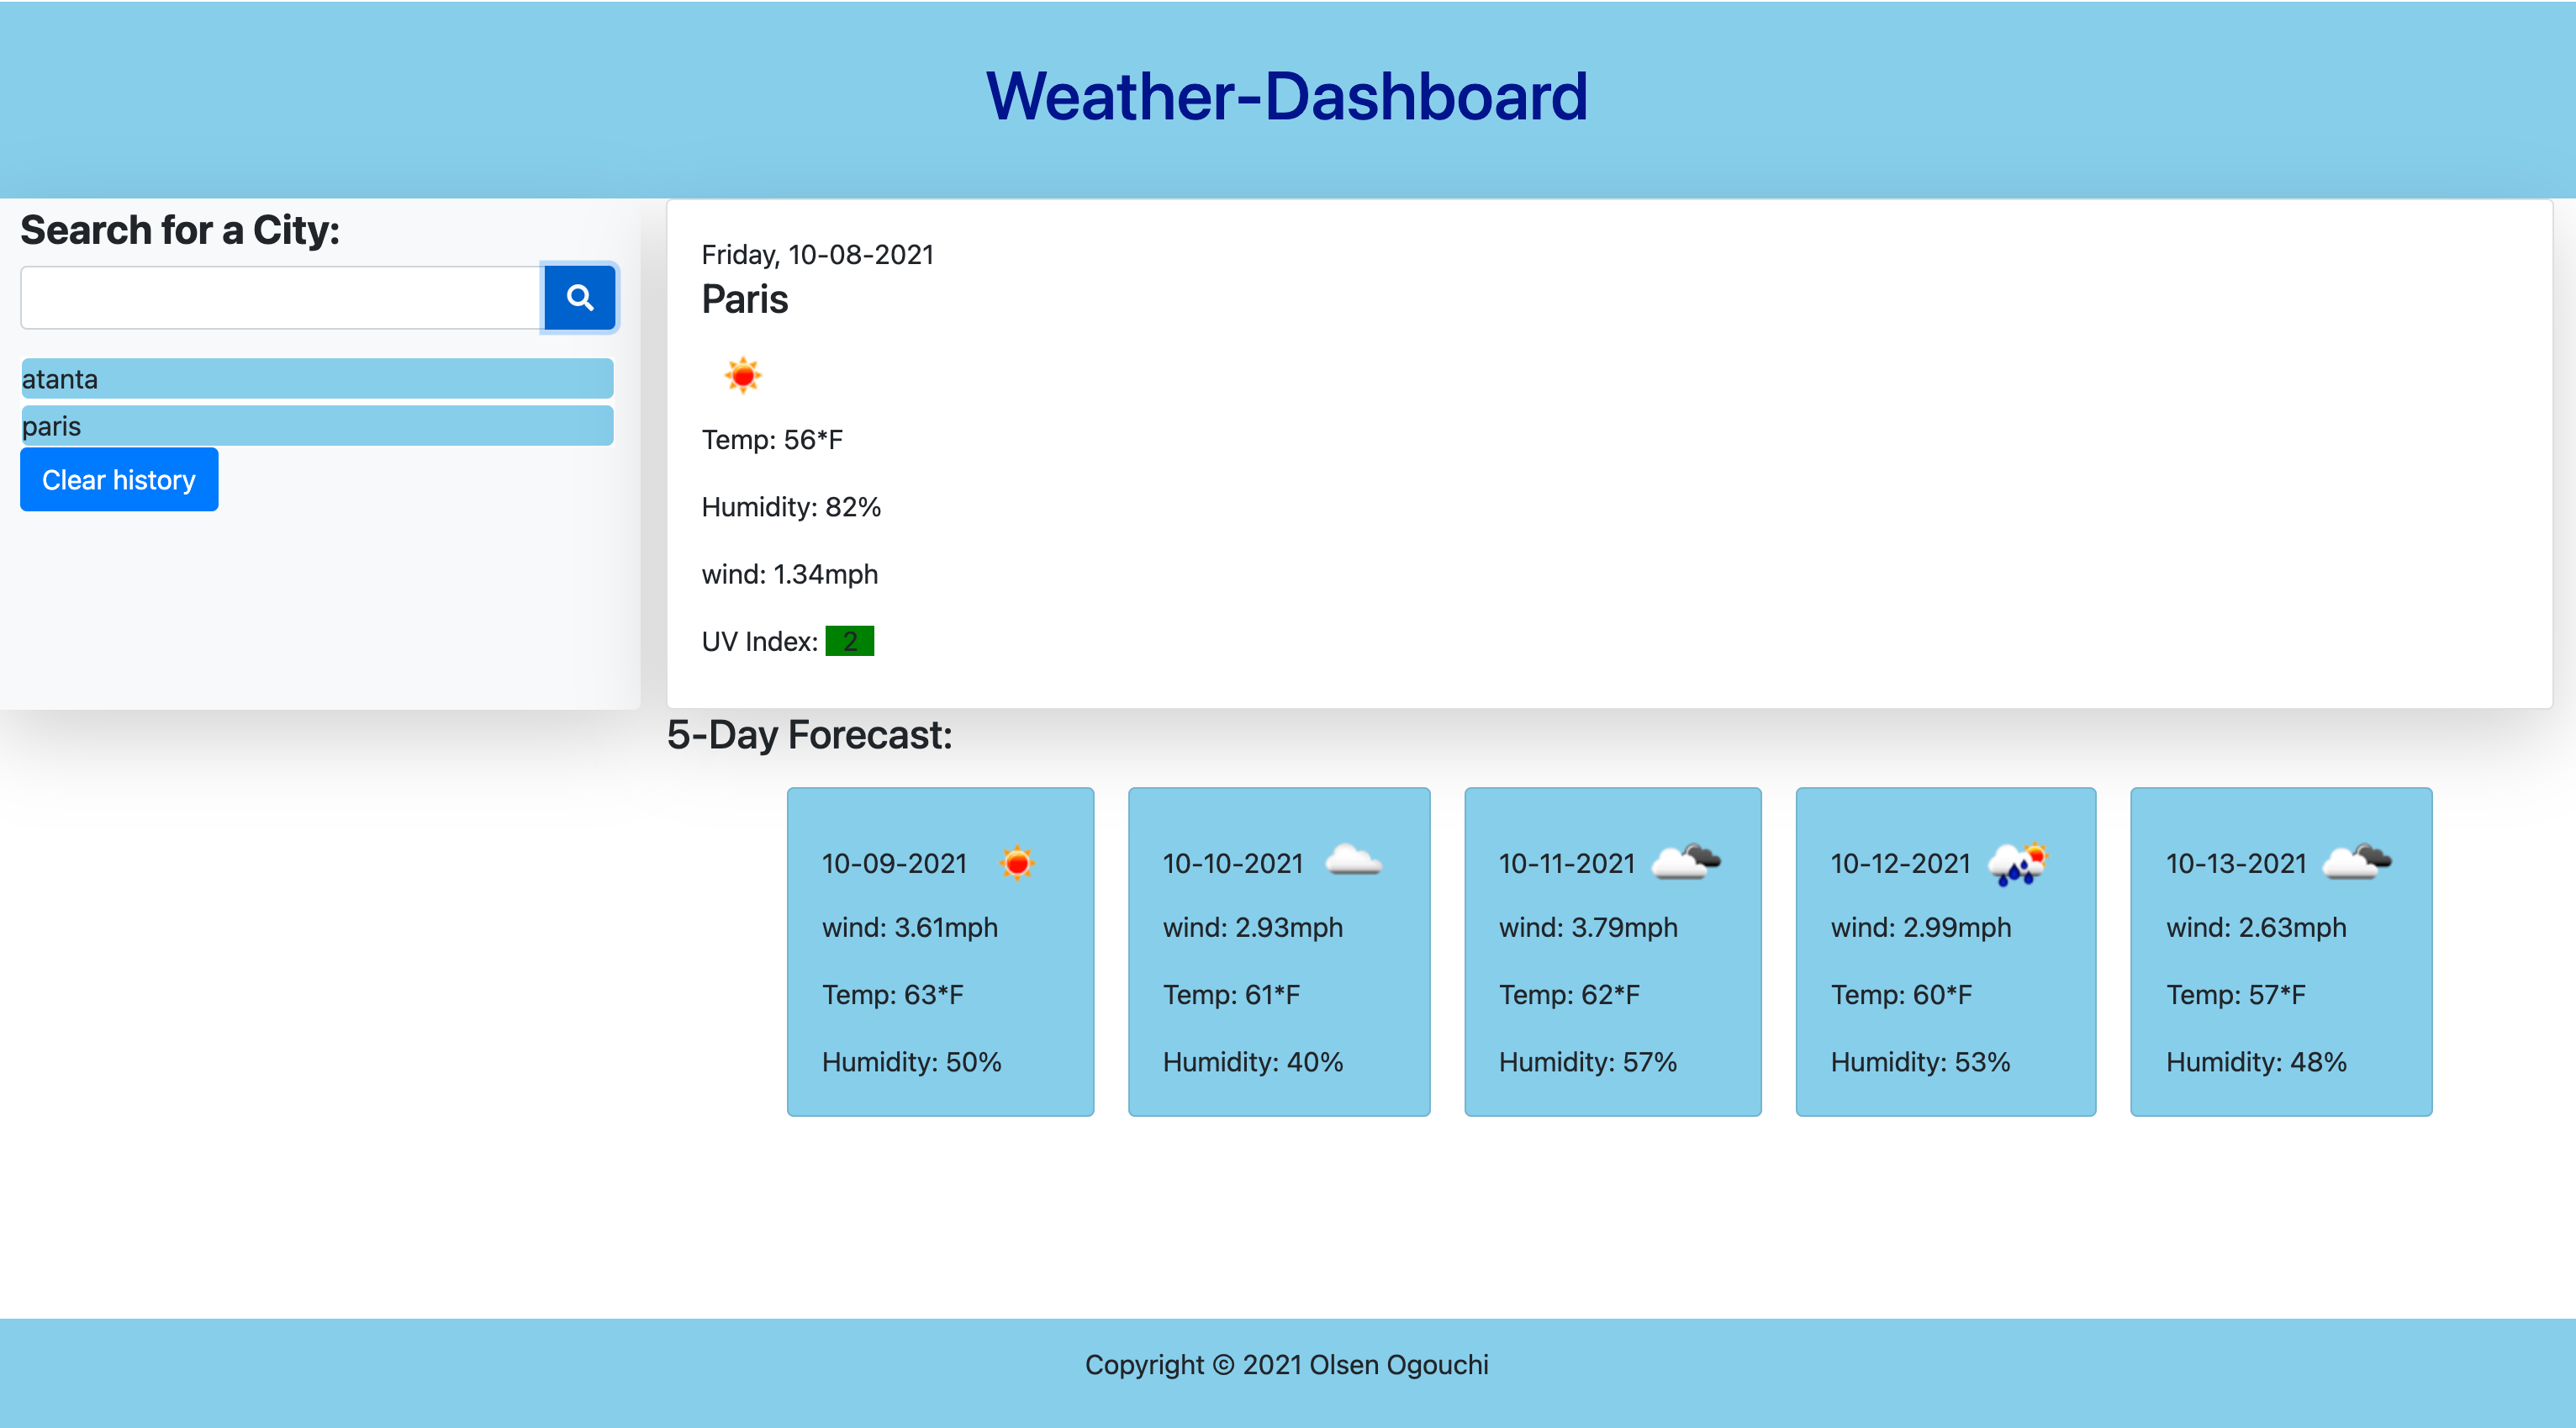 Weather-Dashboard
Search for a City:
atanta
paris
Clear history
Friday, 10-08-2021
Paris
Temp: 56*F
Humidity: 82%
wind: 1.34mph
UV Index: 2
5-Day Forecast:
10-09-2021
wind: 3.61mph
Temp: 63*F
Humidity: 50%
10-10-2021
wind: 2.93mph
Temp: 61*F
Humidity: 40%
10-11-2021
wind: 3.79mph
Temp: 62*F
Humidity: 57%
10-12-2021
wind: 2.99mph
Temp: 60*F
Humidity: 53%
10-13-2021
wind: 2.63mph
Temp: 57*F
Humidity: 48%
Copyright © 2021 Olsen Ogouchi